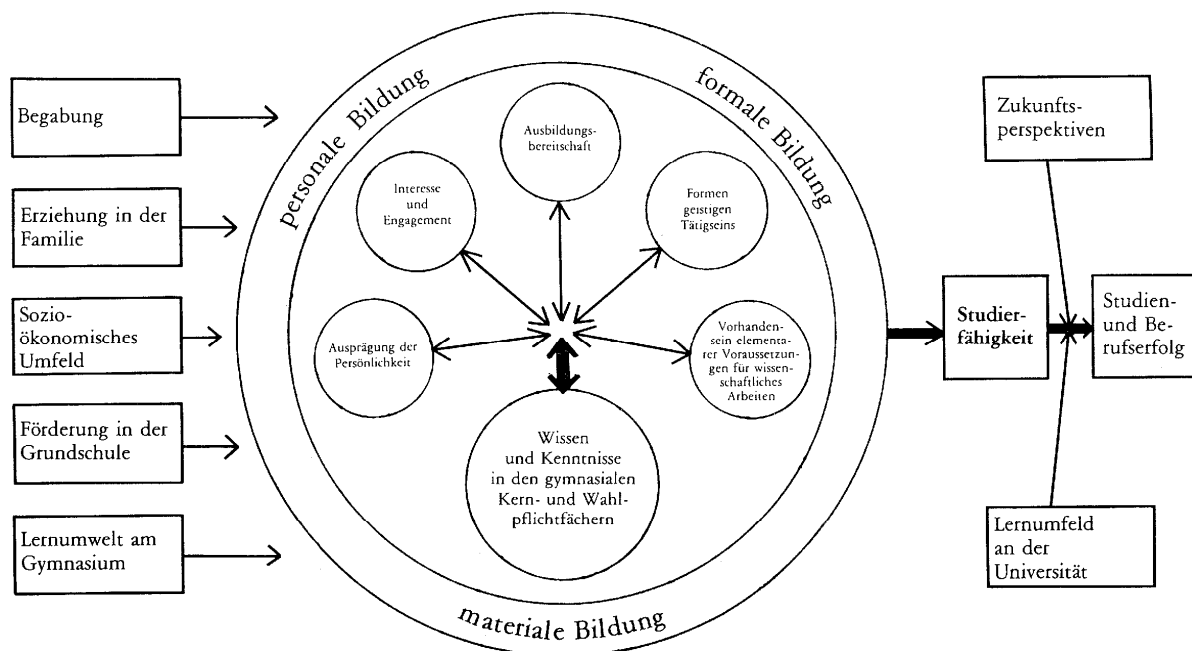 Begabung
Erziehung in der
Familie
Sozio-
ökonomisches
Umfeld
Förderung in der
Grundschule
Lernumwelt am
Gymnasium
personale Bildung
formale Bildung
materiale Bildung
Ausbildungs-
bereitschaft
Interesse
und
Engagement
Formen
geistigen
Tätigseins
Ausprägung der
Persönlichkeit
Vorhanden-
sein elementa-
rer Voraussetzun-
gen für wissen-
schaftliches
Arbeiten
Wissen
und Kenntnisse
in den gymnasialen
Kern- und Wahl-
pflichtfächern
Zukunfts-
perspektiven
Studier-
fähigkeit
Studien-
und Be-
rufserfolg
Lernumfeld
an der
Universität